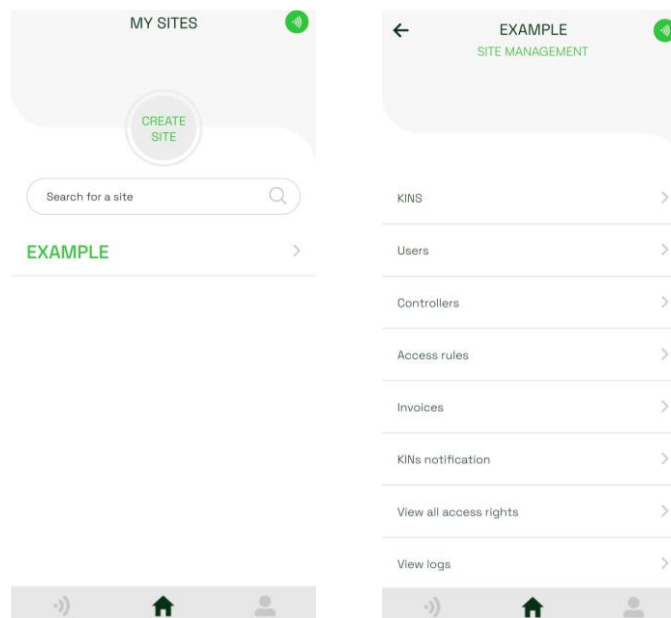 MY SITES
CREATE
SITE
Search for a site
EXAMPLE
EXAMPLE
SITE MANAGEMENT
KINS
Users
Controllers
Access rules
Invoices
KINs notification
View all access rights
View logs